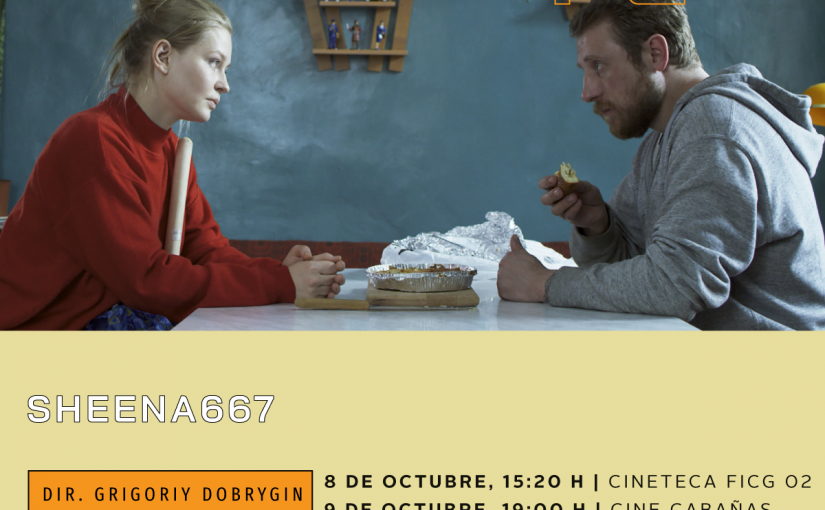 SHEENA667
DIR. GRIGORIY DOBRYGIN
8 DE OCTUBRE, 15:20 H | CINETECA FICG 02
9 DE OCTUBRE, 19:00 H | CINE CABAÑAS